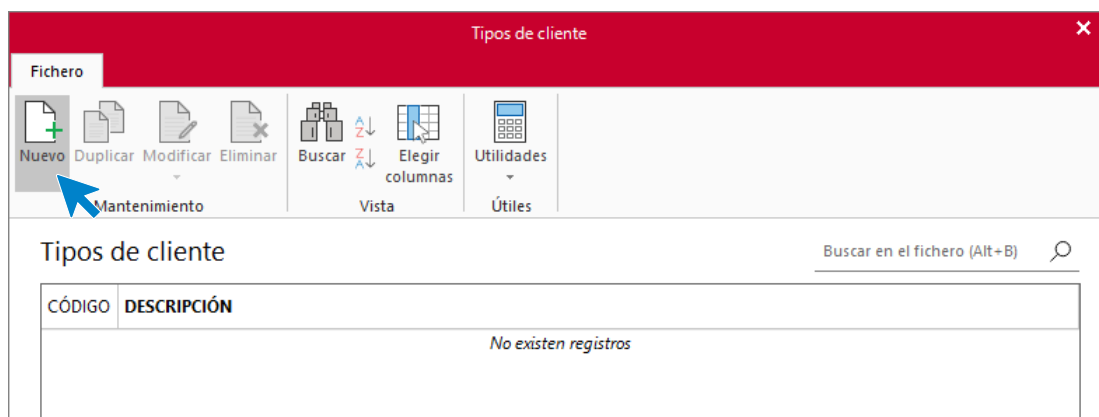 Tipos de cliente
Fichero
Nuevo Duplicar Modificar Eliminar Buscar Elegir columnas Utilidades
Mantenimiento Vista Útiles
Tipos de cliente
Buscar en el fichero (Alt+B)
CÓDIGO DESCRIPCIÓN
No existen registros